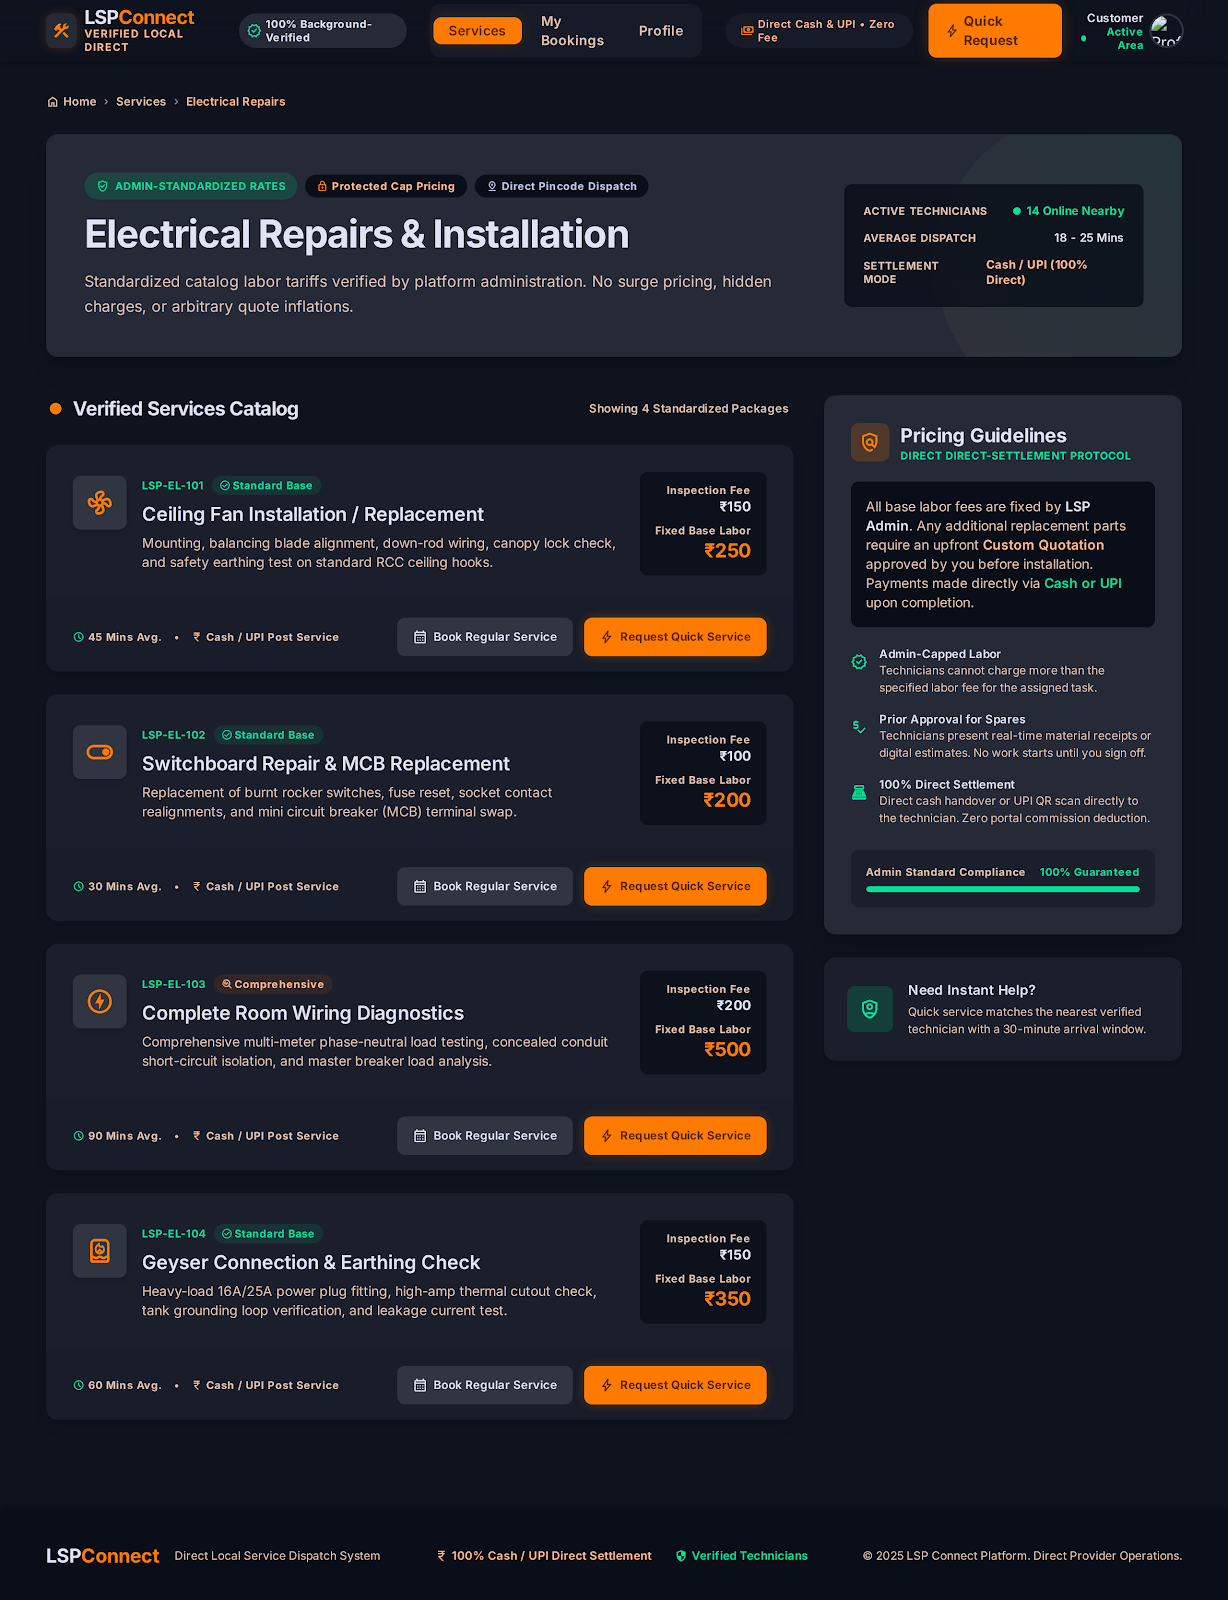 LSPConnect
VERIFIED LOCAL
DIRECT
100% Background-
Verified
Services
My
Bookings
Profile
Direct Cash & UPI • Zero
Fee
Quick
Request
Customer
Active
Area
Home › Services › Electrical Repairs
ADMIN-STANDARDIZED RATES
Protected Cap Pricing
Direct Pincode Dispatch
Electrical Repairs & Installation
Standardized catalog labor tariffs verified by platform administration. No surge pricing, hidden
charges, or arbitrary quote inflations.
ACTIVE TECHNICIANS
14 Online Nearby
AVERAGE DISPATCH
18 - 25 Mins
SETTLEMENT
MODE
Cash / UPI (100%
Direct)
Verified Services Catalog
Showing 4 Standardized Packages
LSP-EL-101
Standard Base
Ceiling Fan Installation / Replacement
Mounting, balancing blade alignment, down-rod wiring, canopy lock check,
and safety earthing test on standard RCC ceiling hooks.
Inspection Fee
₹150
Fixed Base Labor
₹250
45 Mins Avg. • ₹ Cash / UPI Post Service
Book Regular Service
Request Quick Service
LSP-EL-102
Standard Base
Switchboard Repair & MCB Replacement
Replacement of burnt rocker switches, fuse reset, socket contact
realignments, and mini circuit breaker (MCB) terminal swap.
Inspection Fee
₹100
Fixed Base Labor
₹200
30 Mins Avg. • ₹ Cash / UPI Post Service
Book Regular Service
Request Quick Service
LSP-EL-103
Comprehensive
Complete Room Wiring Diagnostics
Comprehensive multi-meter phase-neutral load testing, concealed conduit
short-circuit isolation, and master breaker load analysis.
Inspection Fee
₹200
Fixed Base Labor
₹500
90 Mins Avg. • ₹ Cash / UPI Post Service
Book Regular Service
Request Quick Service
LSP-EL-104
Standard Base
Geyser Connection & Earthing Check
Heavy-load 16A/25A power plug fitting, high-amp thermal cutout check,
tank grounding loop verification, and leakage current test.
Inspection Fee
₹150
Fixed Base Labor
₹350
60 Mins Avg. • ₹ Cash / UPI Post Service
Book Regular Service
Request Quick Service
Pricing Guidelines
DIRECT DIRECT-SETTLEMENT PROTOCOL
All base labor fees are fixed by LSP
Admin. Any additional replacement parts
require an upfront Custom Quotation
approved by you before installation.
Payments made directly via Cash or UPI
upon completion.
Admin-Capped Labor
Technicians cannot charge more than the
specified labor fee for the assigned task.
Prior Approval for Spares
Technicians present real-time material receipts or
digital estimates. No work starts until you sign off.
100% Direct Settlement
Direct cash handover or UPI QR scan directly to
the technician. Zero portal commission deduction.
Admin Standard Compliance
100% Guaranteed
Need Instant Help?
Quick service matches the nearest verified
technician with a 30-minute arrival window.
LSPConnect
Direct Local Service Dispatch System
₹ 100% Cash / UPI Direct Settlement
Verified Technicians
© 2025 LSP Connect Platform. Direct Provider Operations.